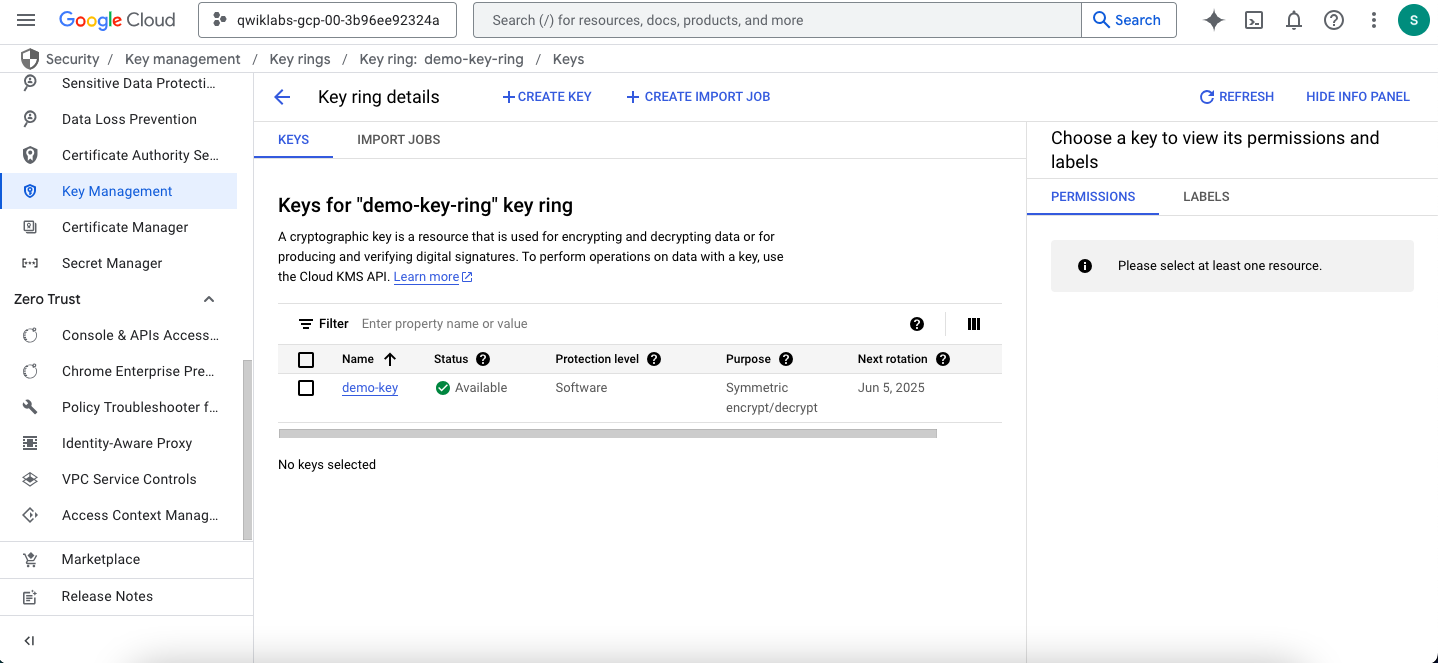 Google Cloud
qwiklabs-gcp-00-3b96ee92324a
Search (/) for resources, docs, products, and more
Search
S
Security / Key management / Key rings / Key ring: demo-key-ring / Keys
Sensitive Data Protecti...
Data Loss Prevention
Certificate Authority Se...
Key Management
Certificate Manager
Secret Manager
Zero Trust
Console & APIs Access...
Chrome Enterprise Pre...
Policy Troubleshooter f...
Identity-Aware Proxy
VPC Service Controls
Access Context Manag...
Marketplace
Release Notes
Key ring details
CREATE KEY
CREATE IMPORT JOB
REFRESH
HIDE INFO PANEL
KEYS
IMPORT JOBS
Keys for "demo-key-ring" key ring
A cryptographic key is a resource that is used for encrypting and decrypting data or for
producing and verifying digital signatures. To perform operations on data with a key, use
the Cloud KMS API. Learn more
Filter Enter property name or value
Name Status Protection level Purpose Next rotation
demo-key Available Software Symmetric Jun 5, 2025
encrypt/decrypt
No keys selected
Choose a key to view its permissions and
labels
PERMISSIONS
LABELS
Please select at least one resource.